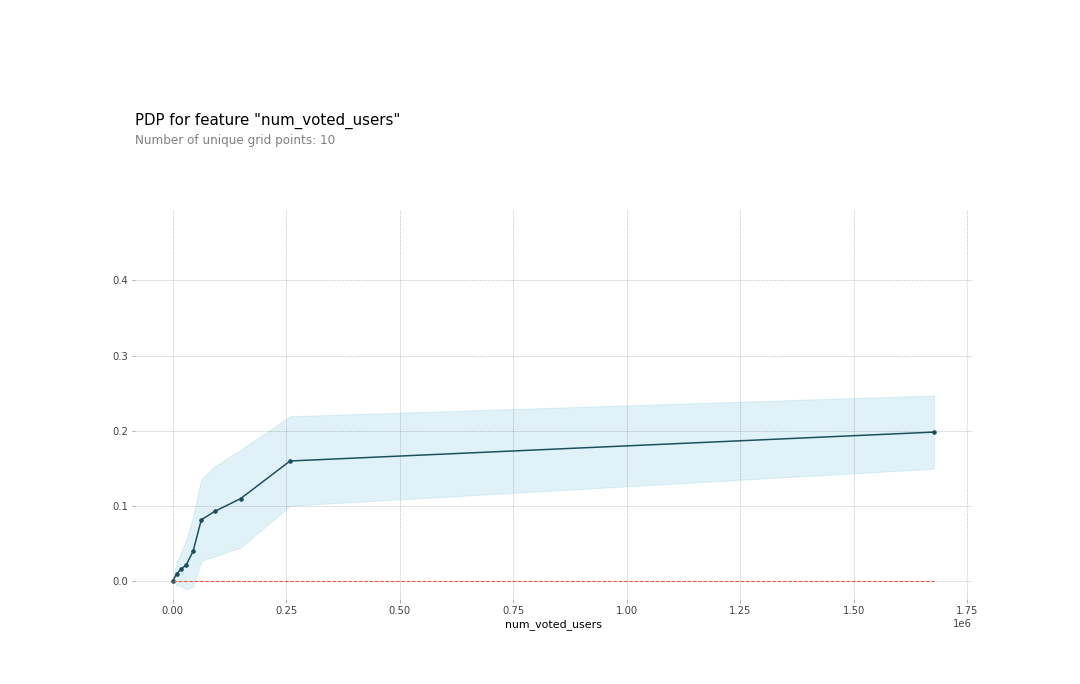 PDP for feature "num_voted_users"
Number of unique grid points: 10
0.4
0.3
0.2
0.1
0.0
0.00 0.25 0.50 0.75 1.00 1.25 1.50 1.75
1e6
num_voted_users